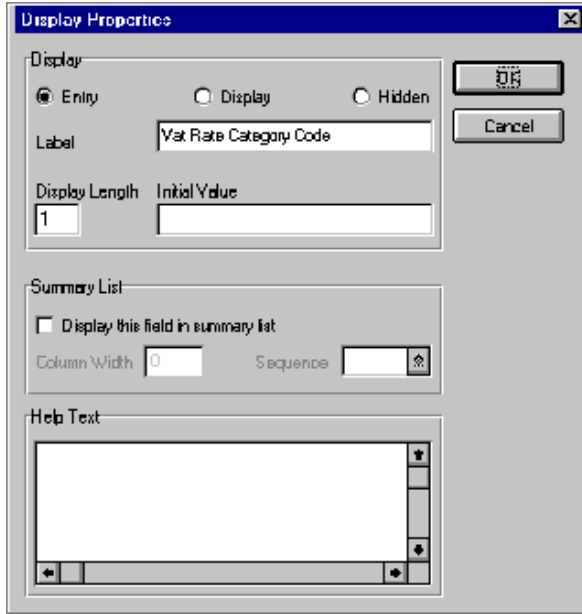 Display Properties
Display
Entry Display Hidden
OK
Label Vat Rate Category Code
Cancel
Display Length Initial Value
1
Summary List
Display this field in summary list
Column Width 0 Sequence
Help Text